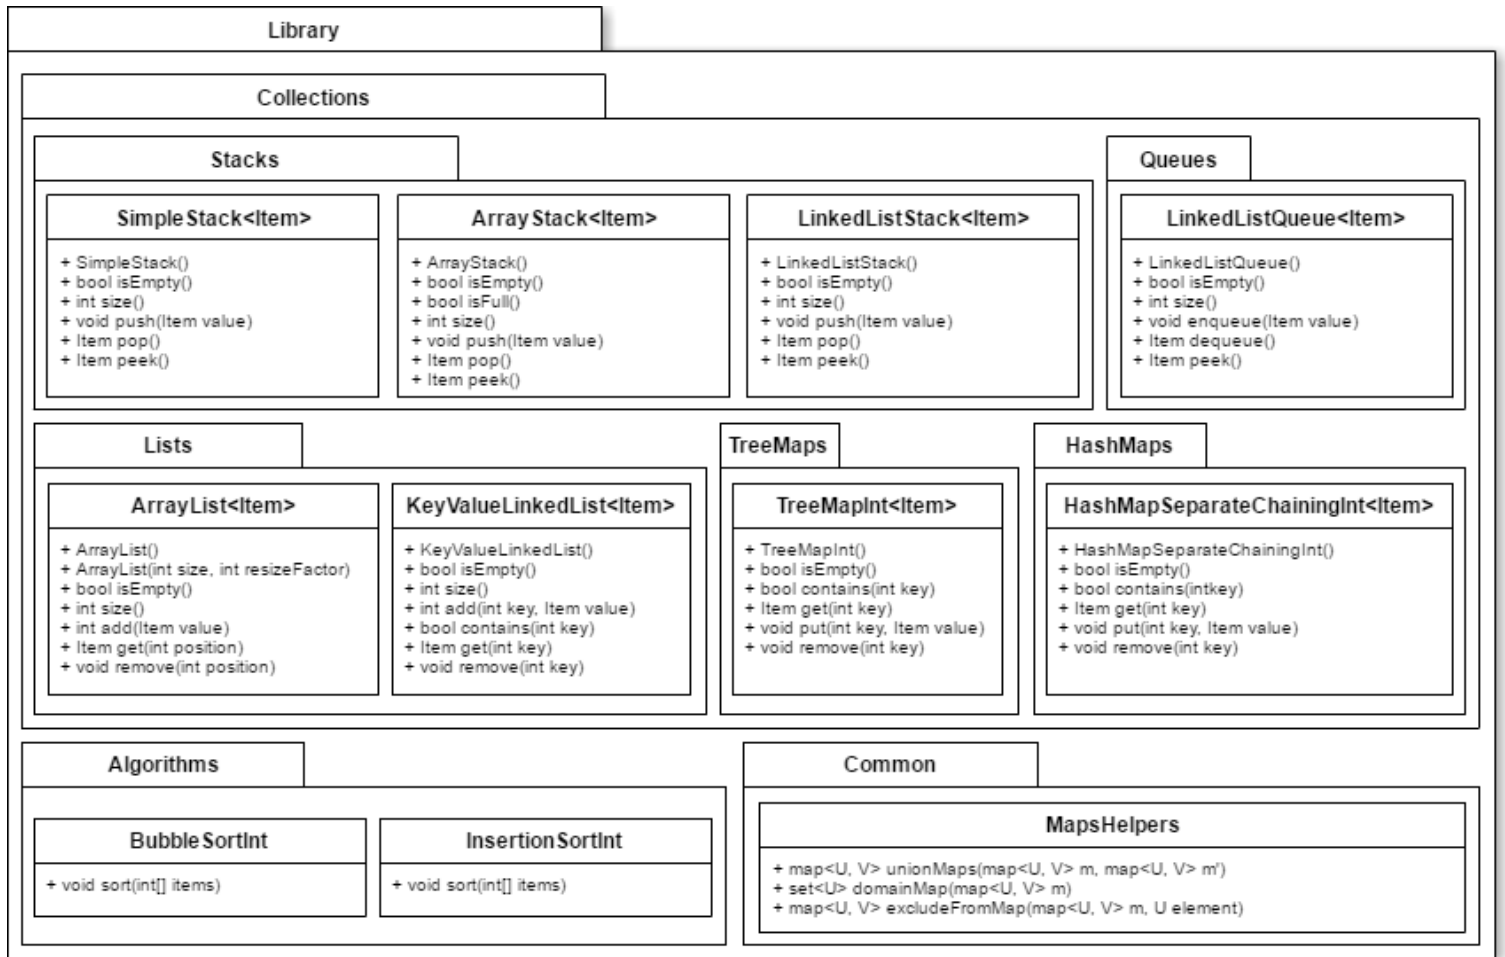 Library
Collections
Stacks
SimpleStack<Item>
+ SimpleStack()
+ bool isEmpty()
+ int size()
+ void push(Item value)
+ Item pop()
+ Item peek()
ArrayStack<Item>
+ ArrayStack()
+ bool isEmpty()
+ bool isFull()
+ int size()
+ void push(Item value)
+ Item pop()
+ Item peek()
LinkedListStack<Item>
+ LinkedListStack()
+ bool isEmpty()
+ int size()
+ void push(Item value)
+ Item pop()
+ Item peek()
Queues
LinkedListQueue<Item>
+ LinkedListQueue()
+ bool isEmpty()
+ int size()
+ void enqueue(Item value)
+ Item dequeue()
+ Item peek()
Lists
ArrayList<Item>
+ ArrayList()
+ ArrayList(int size, int resizeFactor)
+ bool isEmpty()
+ int size()
+ int add(Item value)
+ Item get(int position)
+ void remove(int position)
KeyValueLinkedList<Item>
+ KeyValueLinkedList()
+ bool isEmpty()
+ int size()
+ int add(int key, Item value)
+ bool contains(int key)
+ Item get(int key)
+ void remove(int key)
TreeMaps
TreeMapInt<Item>
+ TreeMapInt()
+ bool isEmpty()
+ bool contains(int key)
+ Item get(int key)
+ void put(int key, Item value)
+ void remove(int key)
HashMaps
HashMapSeparateChainingInt<Item>
+ HashMapSeparateChainingInt()
+ bool isEmpty()
+ bool contains(intkey)
+ Item get(int key)
+ void put(int key, Item value)
+ void remove(int key)
Algorithms
BubbleSortInt
+ void sort(int[] items)
InsertionSortInt
+ void sort(int[] items)
Common
MapsHelpers
+ map<U, V> unionMaps(map<U, V> m, map<U, V> m')
+ set<U> domainMap(map<U, V> m)
+ map<U, V> excludeFromMap(map<U, V> m, U element)